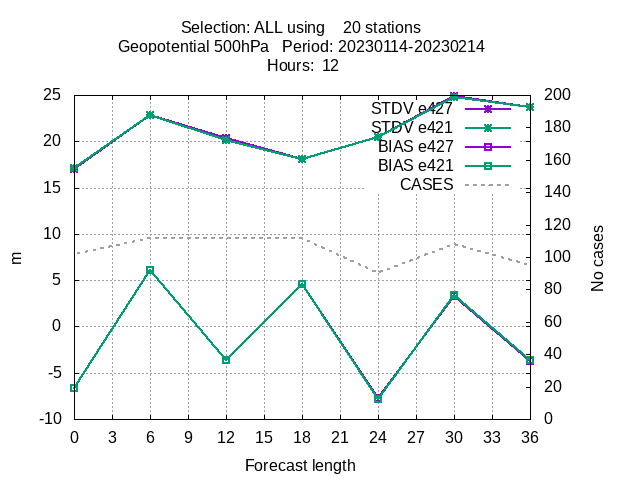 Selection: ALL using    20 stations
Geopotential 500hPa   Period: 20230114-20230214
Hours:  12
STDV e427
STDV e421
BIAS e427
BIAS e421
CASES
25
20
15
10
5
0
-5
-10
m
200
180
160
140
120
100
80
60
40
20
0
No cases
0 3 6 9 12 15 18 21 24 27 30 33 36
Forecast length